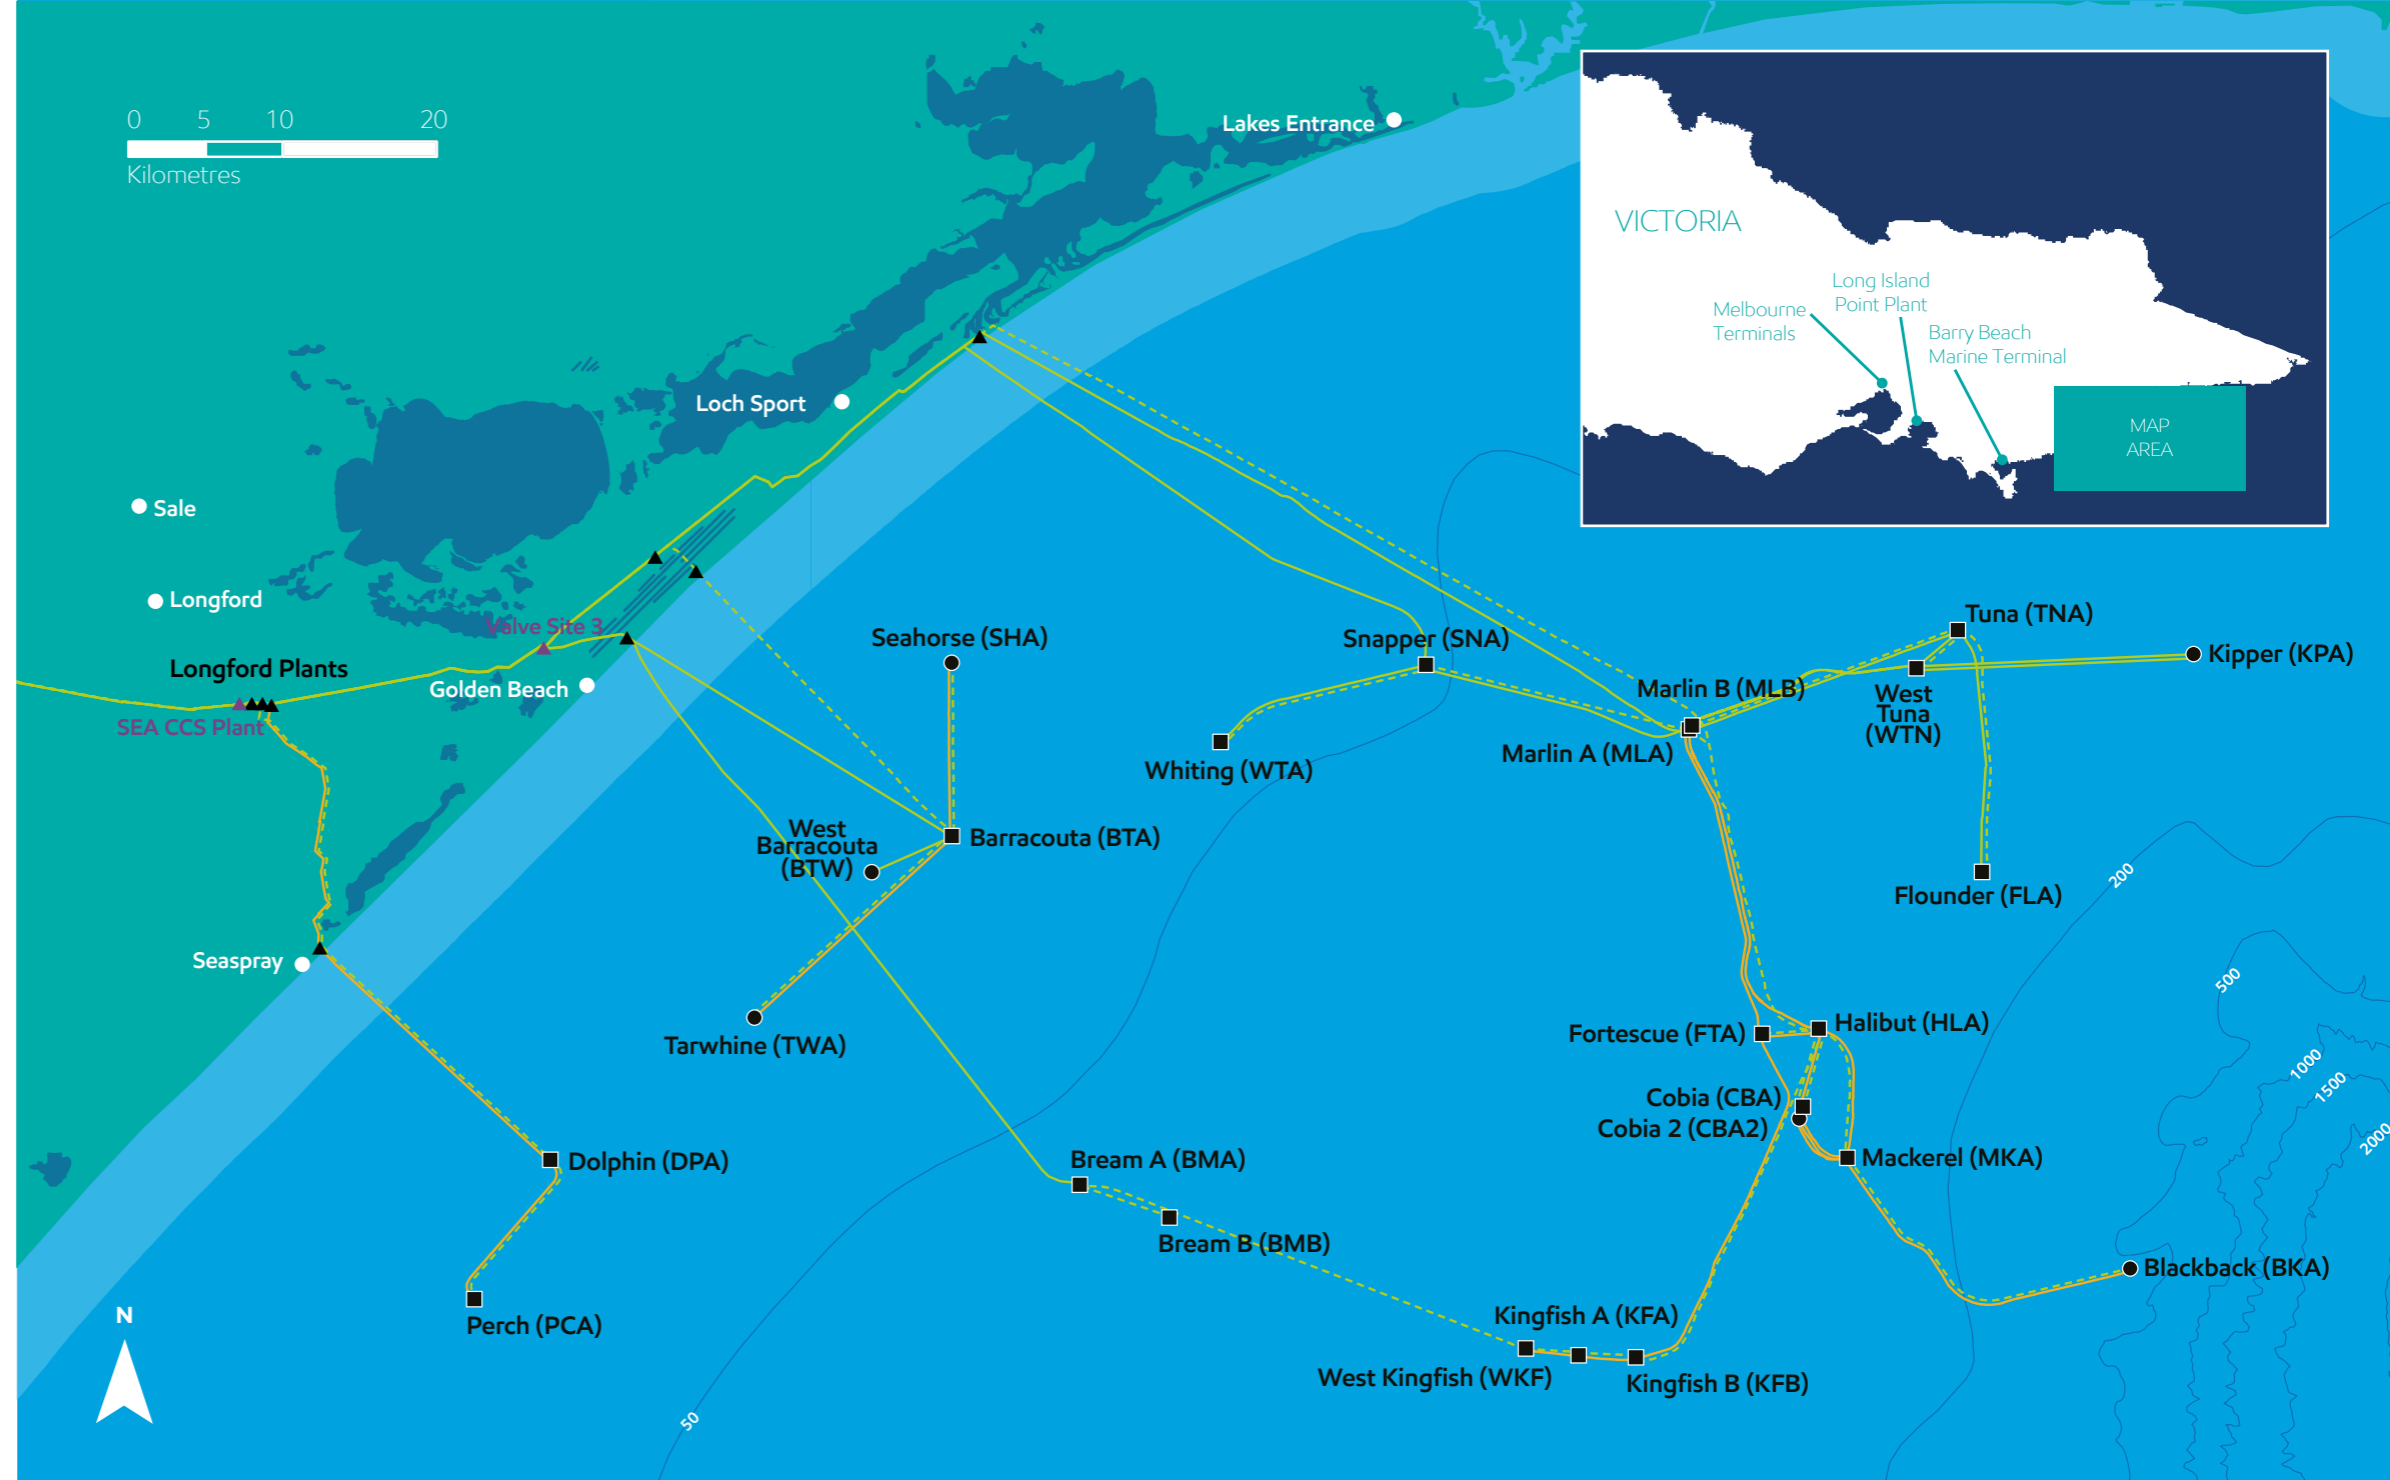 0 5 10 20
Kilometres
Lakes Entrance
VICTORIA
Long Island
Point Plant
Melbourne
Terminals
Barry Beach
Marine Terminal
MAP
AREA
Loch Sport
Sale
Longford
Valve Site 3
Longford Plants
Golden Beach
SEA CCS Plant
Seahorse (SHA)
Snapper (SNA)
Tuna (TNA)
Kipper (KPA)
Marlin B (MLB)
West
Tuna
(WTN)
Marlin A (MLA)
Whiting (WTA)
West
Barracouta
(BTW)
Barracouta (BTA)
Flounder (FLA)
200
Seaspray
500
Tarwhine (TWA)
Fortescue (FTA)
Halibut (HLA)
1000
1500
2000
Cobia (CBA)
Cobia 2 (CBA2)
Mackerel (MKA)
Dolphin (DPA)
Bream A (BMA)
Bream B (BMB)
Blackback (BKA)
N
Perch (PCA)
Kingfish A (KFA)
West Kingfish (WKF)
Kingfish B (KFB)
50